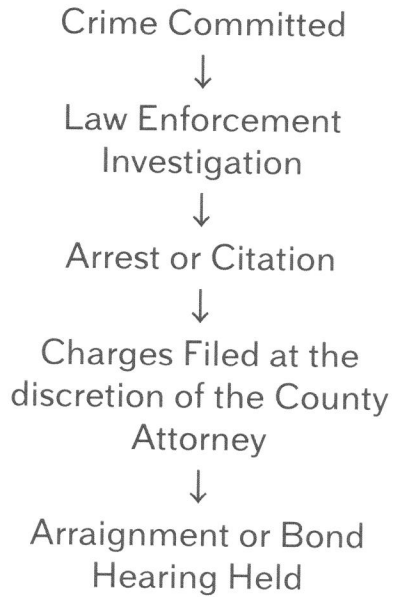 Crime Committed
↓
Law Enforcement
Investigation
↓
Arrest or Citation
↓
Charges Filed at the
discretion of the County
Attorney
↓
Arraignment or Bond
Hearing Held